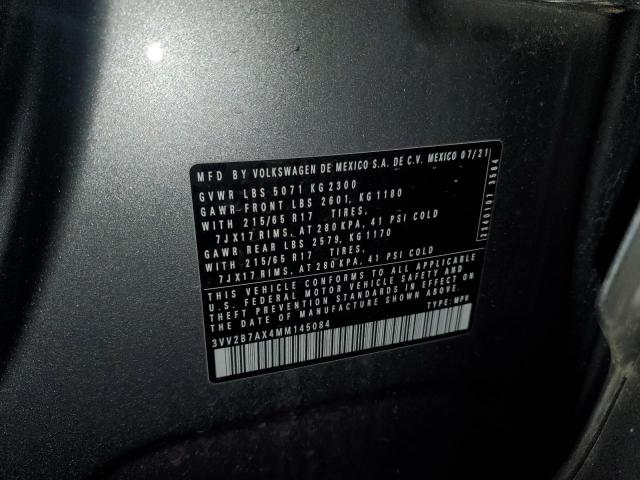 MFD BY VOLKSWAGEN DE MEXICO S.A. DE C.V. MEXICO 07/21
GVWR LBS 5071 KG 2300
GAWR FRONT LBS 2601, KG 1180
WITH 215/65 R17 TIRES,
7JX17 RIMS, AT 280 KPA, 41 PSI COLD
GAWR REAR LBS 2579, KG 1170
WITH 215/65 R17 TIRES,
7JX17 RIMS, AT 280 KPA, 41 PSI COLD
THIS VEHICLE CONFORMS TO ALL APPLICABLE
U.S. FEDERAL MOTOR VEHICLE SAFETY AND
THEFT PREVENTION STANDARDS IN EFFECT ON
THE DATE OF MANUFACTURE SHOWN ABOVE.
3VV2B7AX4MM145084 TYPE: MPV
2340107 3584